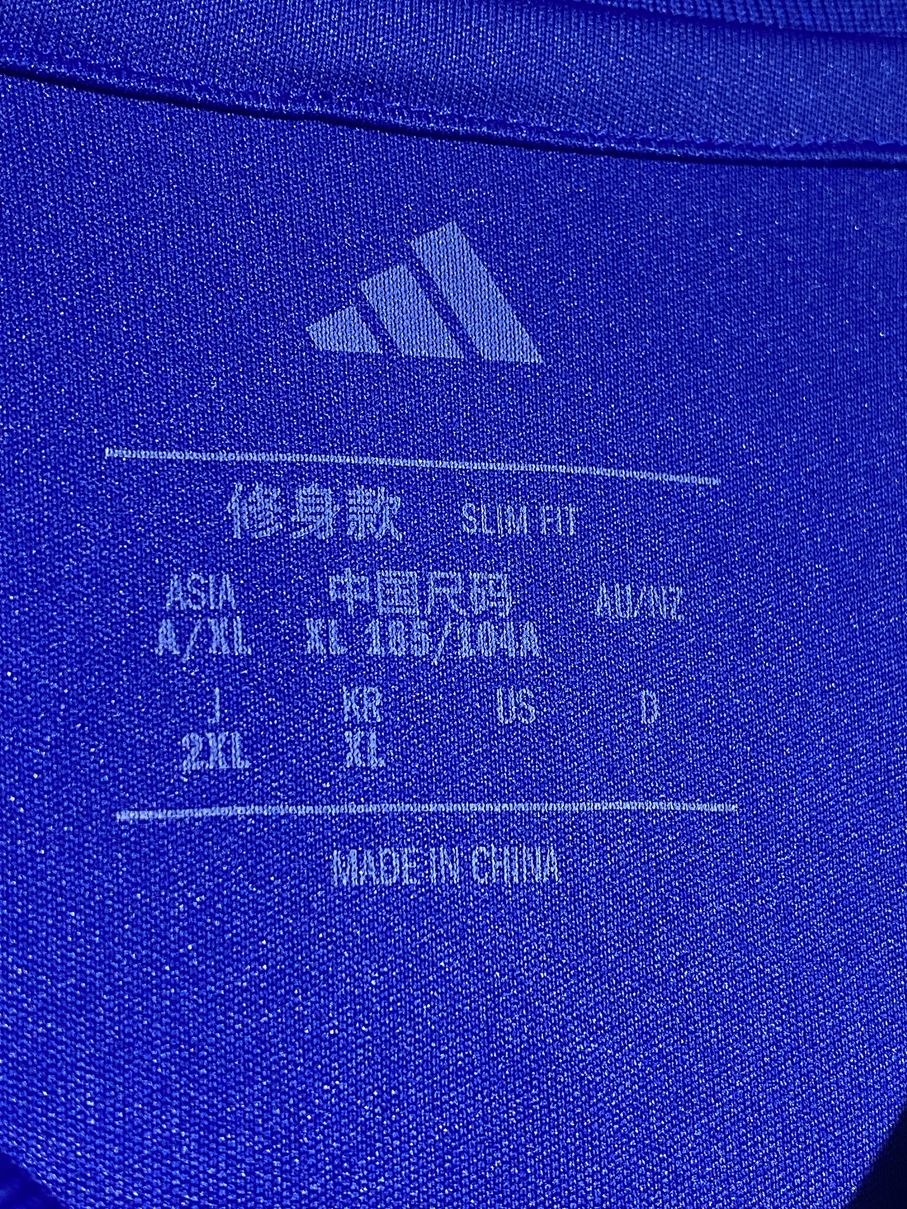 修身款 SLIM FIT
ASIA 中国尺码 AU/NZ
A/XL XL 185/104A
J KR US D
2XL XL
MADE IN CHINA